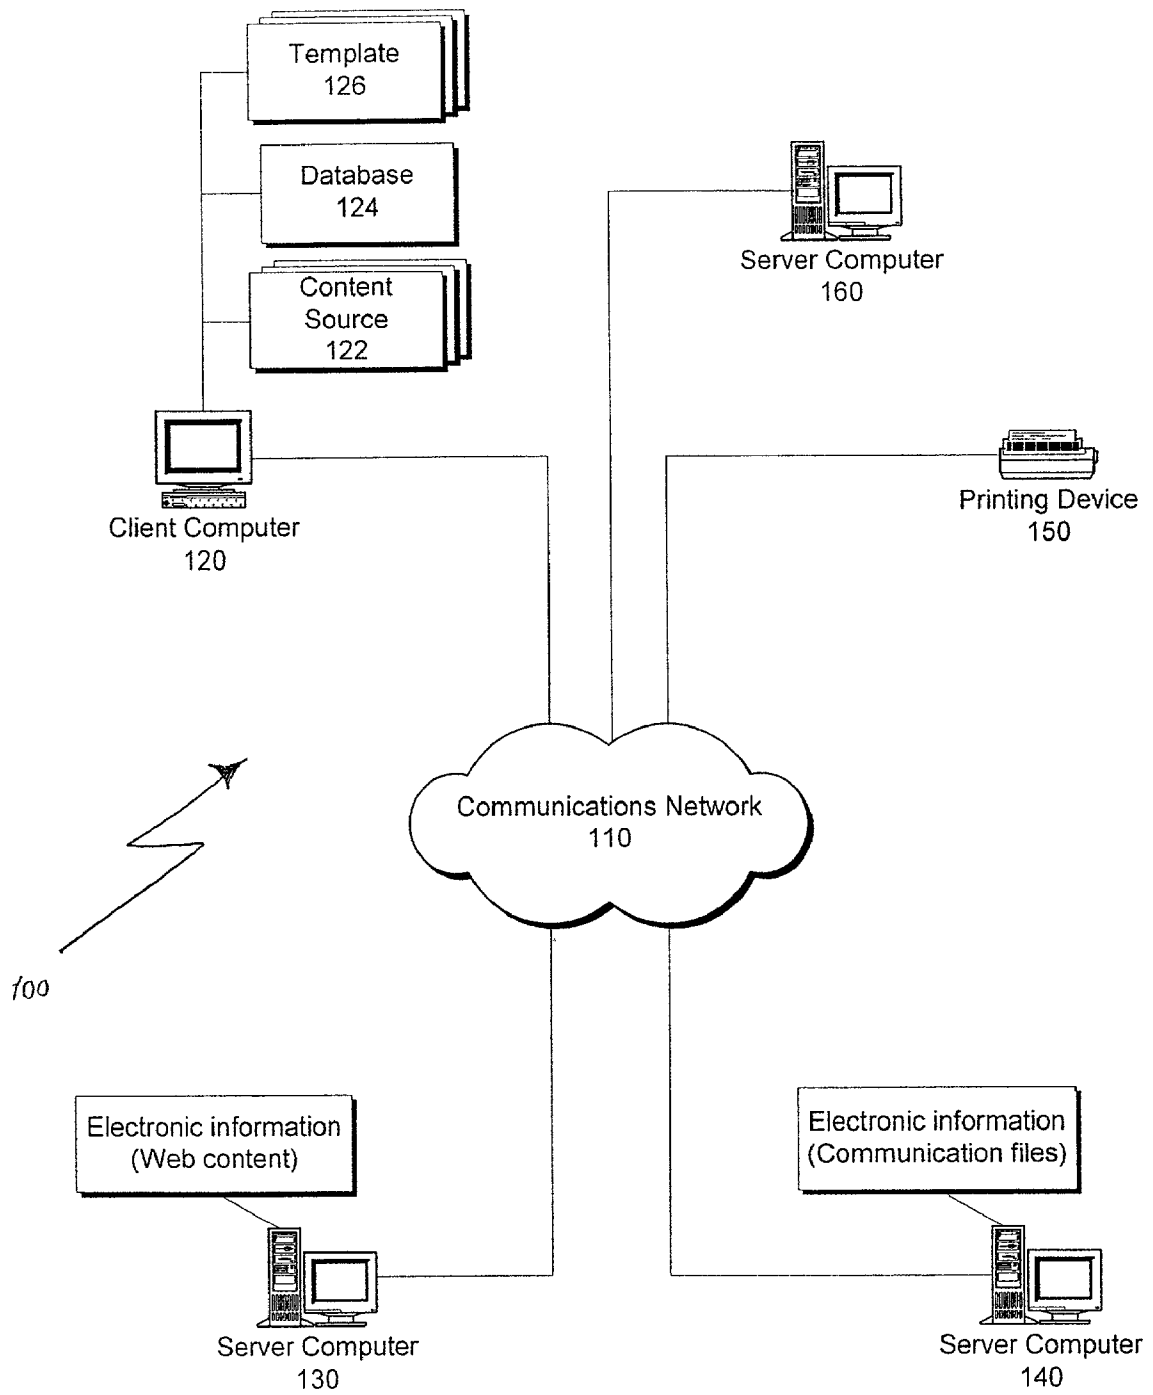 Template
126
Database
124
Content
Source
122
Server Computer
160
Client Computer
120
Printing Device
150
Communications Network
110
100
Electronic information
(Web content)
Electronic information
(Communication files)
Server Computer
130
Server Computer
140